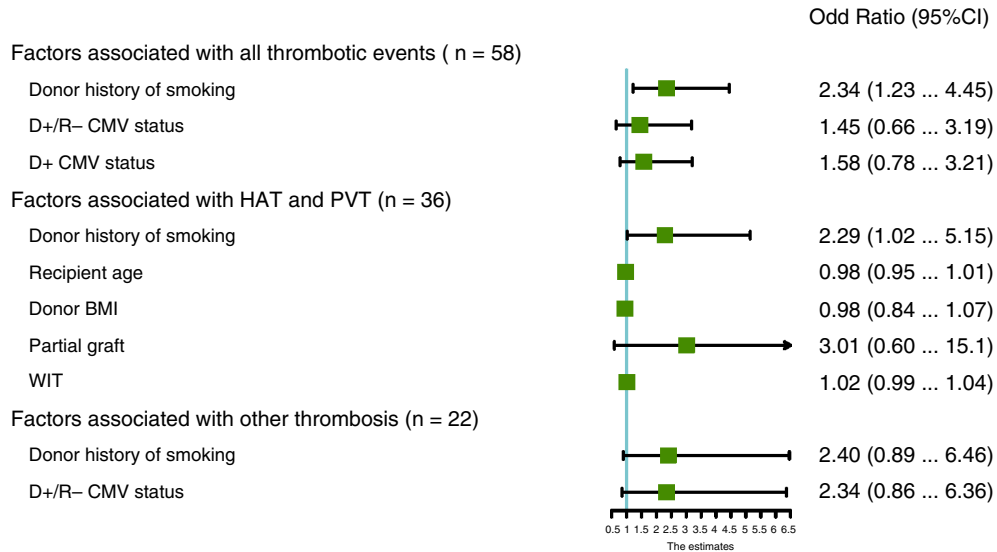 Odd Ratio (95%CI)
Factors associated with all thrombotic events ( n = 58)
Donor history of smoking 2.34 (1.23 ... 4.45)
D+/R– CMV status 1.45 (0.66 ... 3.19)
D+ CMV status 1.58 (0.78 ... 3.21)
Factors associated with HAT and PVT (n = 36)
Donor history of smoking 2.29 (1.02 ... 5.15)
Recipient age 0.98 (0.95 ... 1.01)
Donor BMI 0.98 (0.84 ... 1.07)
Partial graft 3.01 (0.60 ... 15.1)
WIT 1.02 (0.99 ... 1.04)
Factors associated with other thrombosis (n = 22)
Donor history of smoking 2.40 (0.89 ... 6.46)
D+/R– CMV status 2.34 (0.86 ... 6.36)
0.5 1 1.5 2 2.5 3 3.5 4 4.5 5 5.5 6 6.5
The estimates